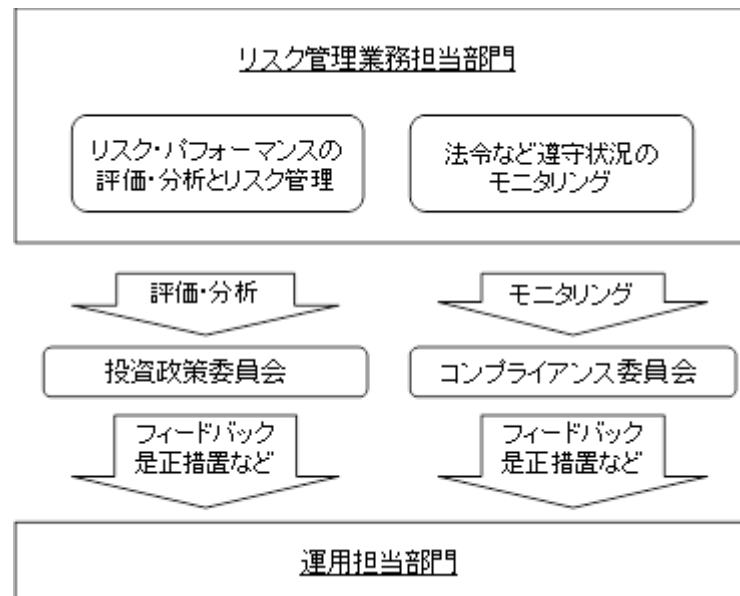 リスク管理業務担当部門
リスク・パフォーマンスの
評価・分析とリスク管理
法令など遵守状況の
モニタリング
評価・分析
モニタリング
投資政策委員会
コンプライアンス委員会
フィードバック
是正措置など
フィードバック
是正措置など
運用担当部門